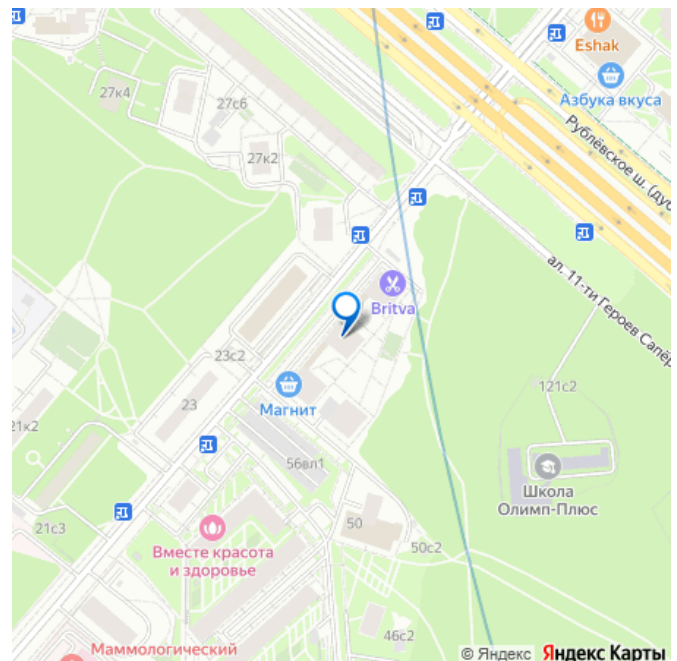 Eshak
Азбука вкуса
27к4
27с6
27к2
Рублёвское ш. (дус
ал. 11-ти Героев Сапёр
Britva
23с2
Магнит
23
121с2
21к2
56вл1
Школа
Олимп-Плюс
21с3
50
50с2
Вместе красота
и здоровье
46с2
Маммологический
© Яндекс Яндекс Карты